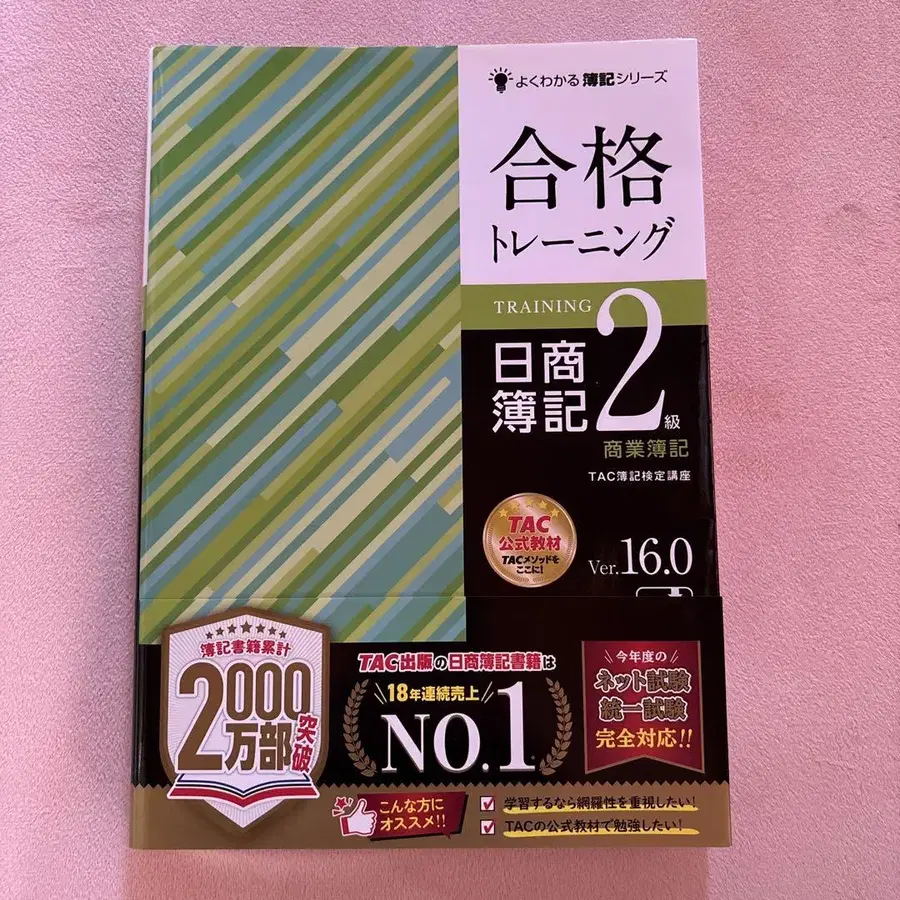 よくわかる簿記シリーズ
合格
トレーニング
TRAINING
日商
簿記
2級
商業簿記
TAC簿記検定講座
TAC
公式教材
TACメソッドを
ここに!
Ver.16.0
簿記書籍累計
2000
万部
突破
TAC出版の日商簿記書籍は
18年連続売上
NO.1
今年度の
ネット試験
統一試験
完全対応!!
こんな方に
オススメ!!
学習するなら網羅性を重視したい!
TACの公式教材で勉強したい!